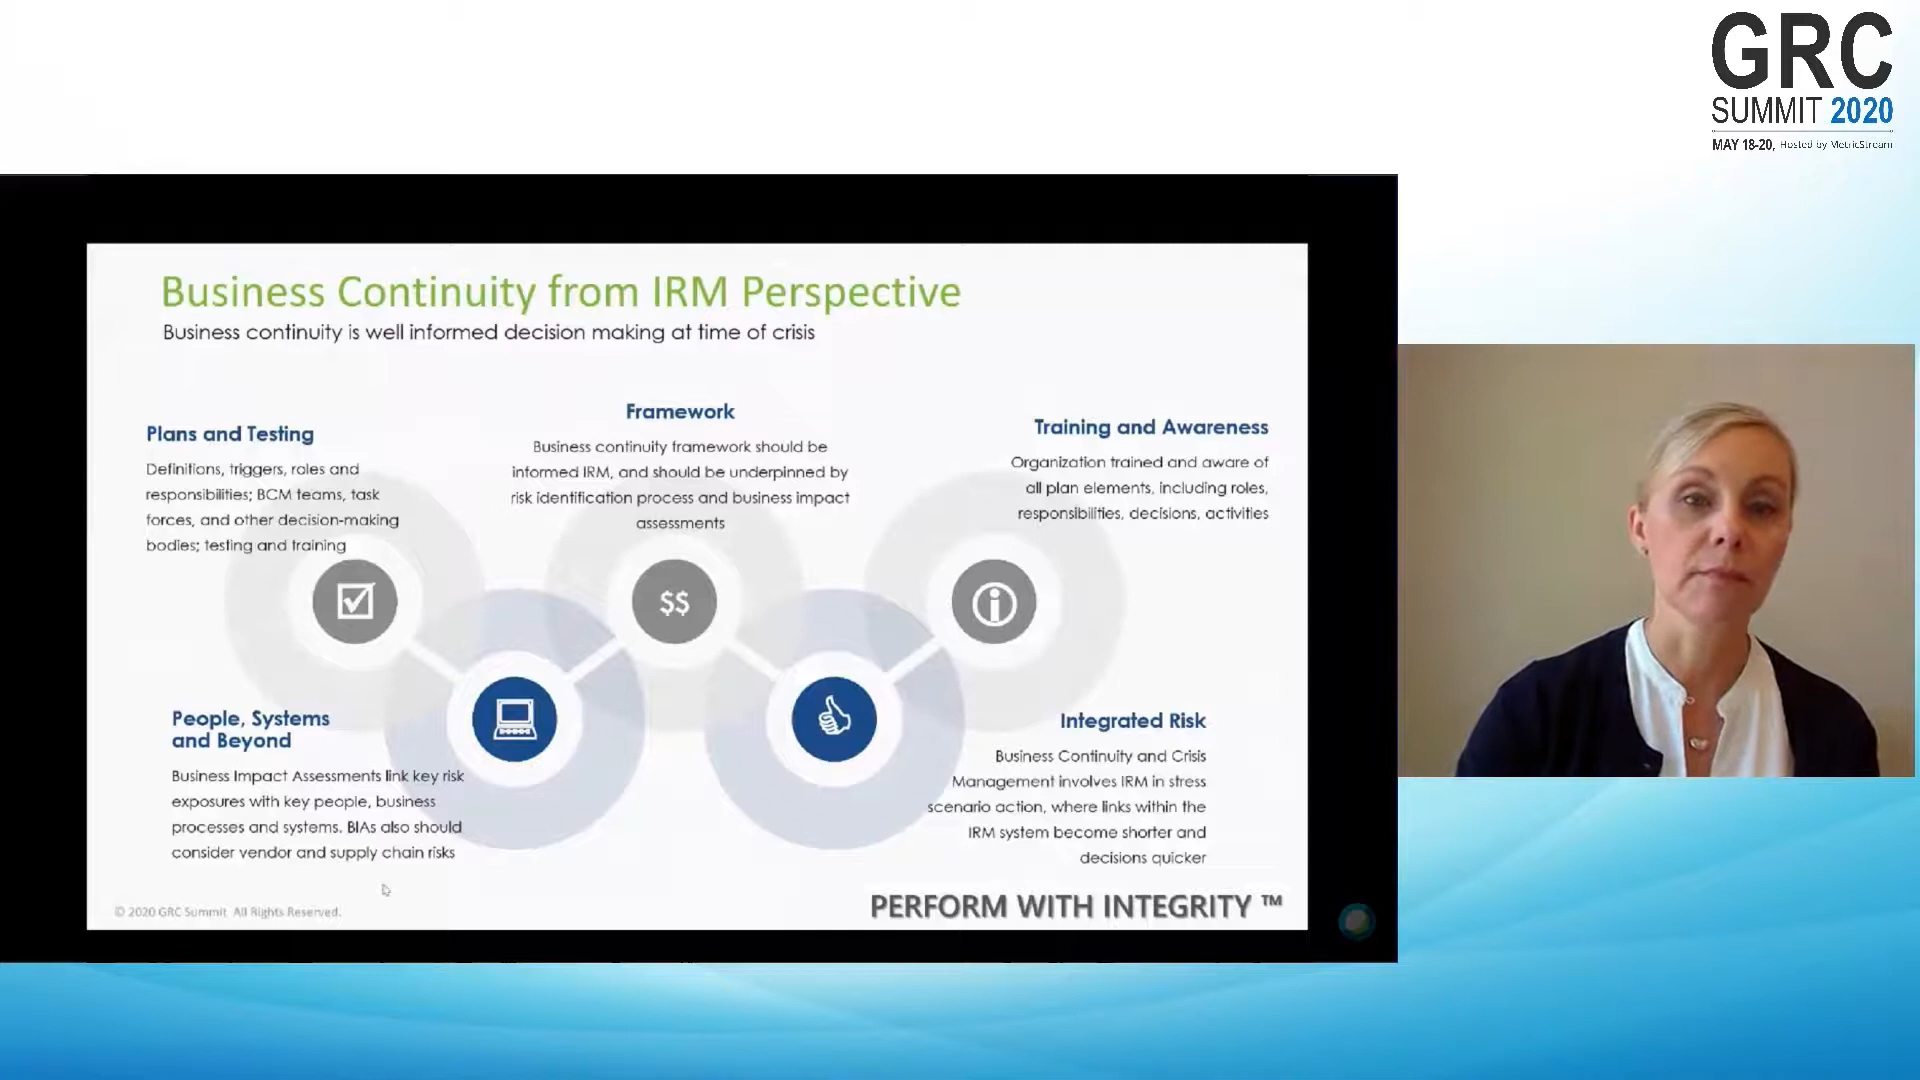 GRC
SUMMIT 2020
MAY 18-20, Hosted by MetricStream
Business Continuity from IRM Perspective
Business continuity is well informed decision making at time of crisis
Plans and Testing
Definitions, triggers, roles and
responsibilities; BCM teams, task
forces, and other decision-making
bodies; testing and training
Framework
Business continuity framework should be
informed IRM, and should be underpinned by
risk identification process and business impact
assessments
Training and Awareness
Organization trained and aware of
all plan elements, including roles,
responsibilities, decisions, activities
$$
People, Systems
and Beyond
Business Impact Assessments link key risk
exposures with key people, business
processes and systems. BIAs also should
consider vendor and supply chain risks
Integrated Risk
Business Continuity and Crisis
Management involves IRM in stress
scenario action, where links within the
IRM system become shorter and
decisions quicker
© 2020 GRC Summit. All Rights Reserved.
PERFORM WITH INTEGRITY ™